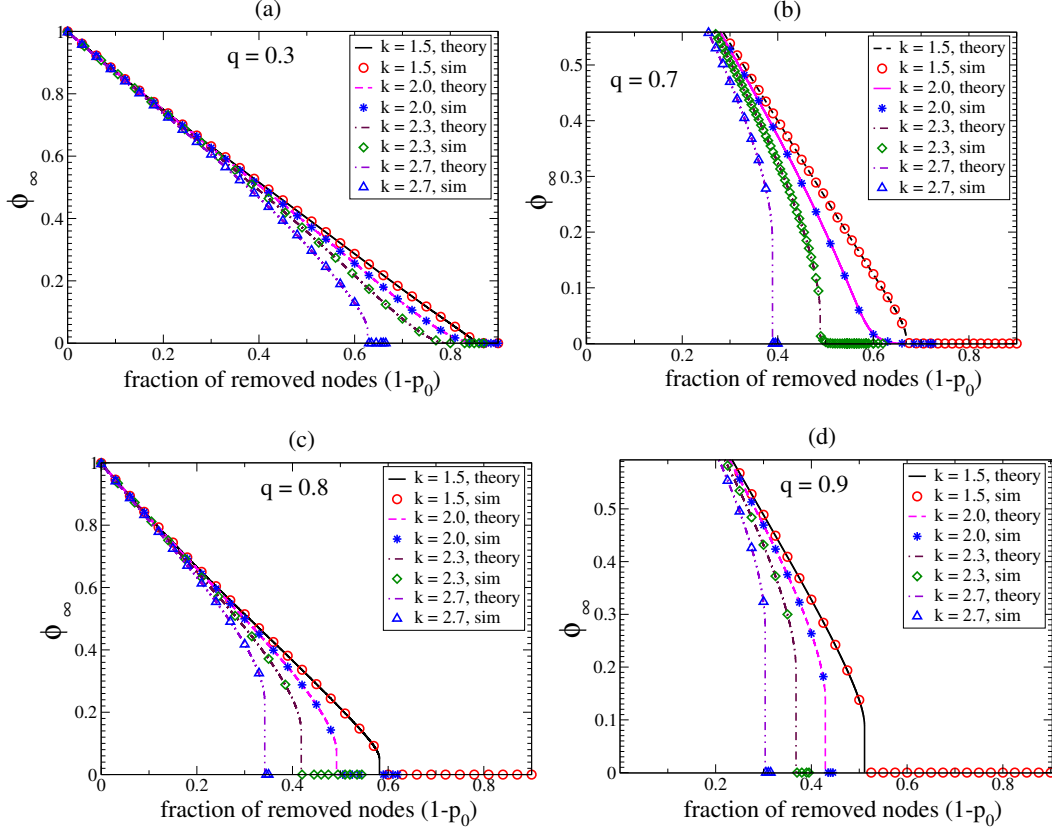 (a)
q = 0.3
k = 1.5, theory
k = 1.5, sim
k = 2.0, theory
k = 2.0, sim
k = 2.3, theory
k = 2.3, sim
k = 2.7, theory
k = 2.7, sim
1
0.8
0.6
0.4
0.2
0
ϕ∞
0 0.2 0.4 0.6 0.8
fraction of removed nodes (1-p₀)
(b)
q = 0.7
k = 1.5, theory
k = 1.5, sim
k = 2.0, theory
k = 2.0, sim
k = 2.3, theory
k = 2.3, sim
k = 2.7, theory
k = 2.7, sim
0.5
0.4
0.3
0.2
0.1
0
ϕ∞
0 0.2 0.4 0.6 0.8
fraction of removed nodes (1-p₀)
(c)
q = 0.8
k = 1.5, theory
k = 1.5, sim
k = 2.0, theory
k = 2.0, sim
k = 2.3, theory
k = 2.3, sim
k = 2.7, theory
k = 2.7, sim
1
0.8
0.6
0.4
0.2
0
ϕ∞
0 0.2 0.4 0.6 0.8
fraction of removed nodes (1-p₀)
(d)
q = 0.9
k = 1.5, theory
k = 1.5, sim
k = 2.0, theory
k = 2.0, sim
k = 2.3, theory
k = 2.3, sim
k = 2.7, theory
k = 2.7, sim
0.5
0.4
0.3
0.2
0.1
0
ϕ∞
0.2 0.4 0.6 0.8
fraction of removed nodes (1-p₀)